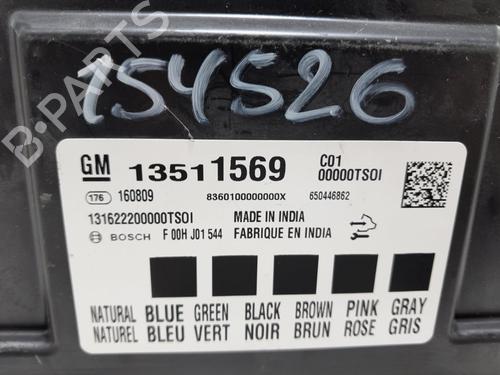 154526
B-PARTS
GM 13511569 C01 00000TSOI
176 160809 8360100000000X 650446862
131622200000TSOI MADE IN INDIA
BOSCH F 00H J01 544 FABRIQUE EN INDIA
NATURAL BLUE GREEN BLACK BROWN PINK GRAY
NATUREL BLEU VERT NOIR BRUN ROSE GRIS